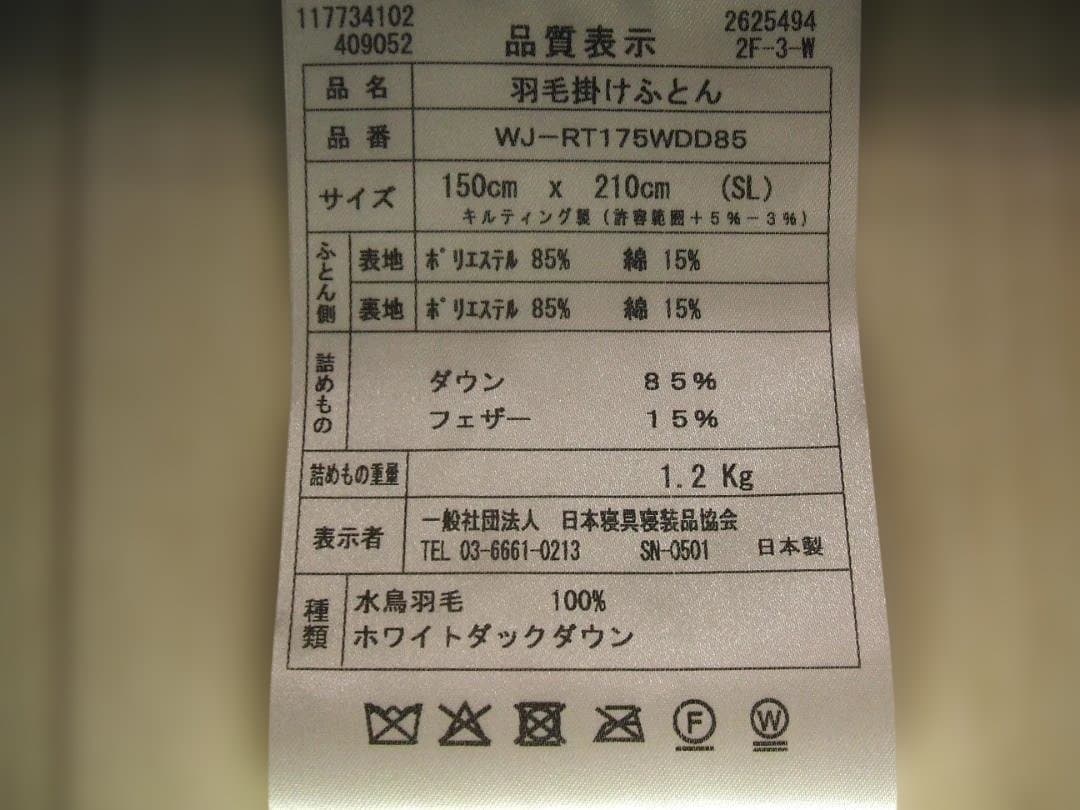 117734102
409052
品質表示
2625494
2F-3-W
品名 羽毛掛けふとん
品番 WJ-RT175WDD85
サイズ 150cm x 210cm (SL)
キルティング製(許容範囲+5%-3%)
ふとん側 表地 ポリエステル 85% 綿 15%
裏地 ポリエステル 85% 綿 15%
詰めもの ダウン 85%
フェザー 15%
詰めもの重量 1.2 Kg
表示者 一般社団法人 日本寝具寝装品協会
TEL 03-6661-0213 SN-0501 日本製
種類 水鳥羽毛 100%
ホワイトダックダウン
F W